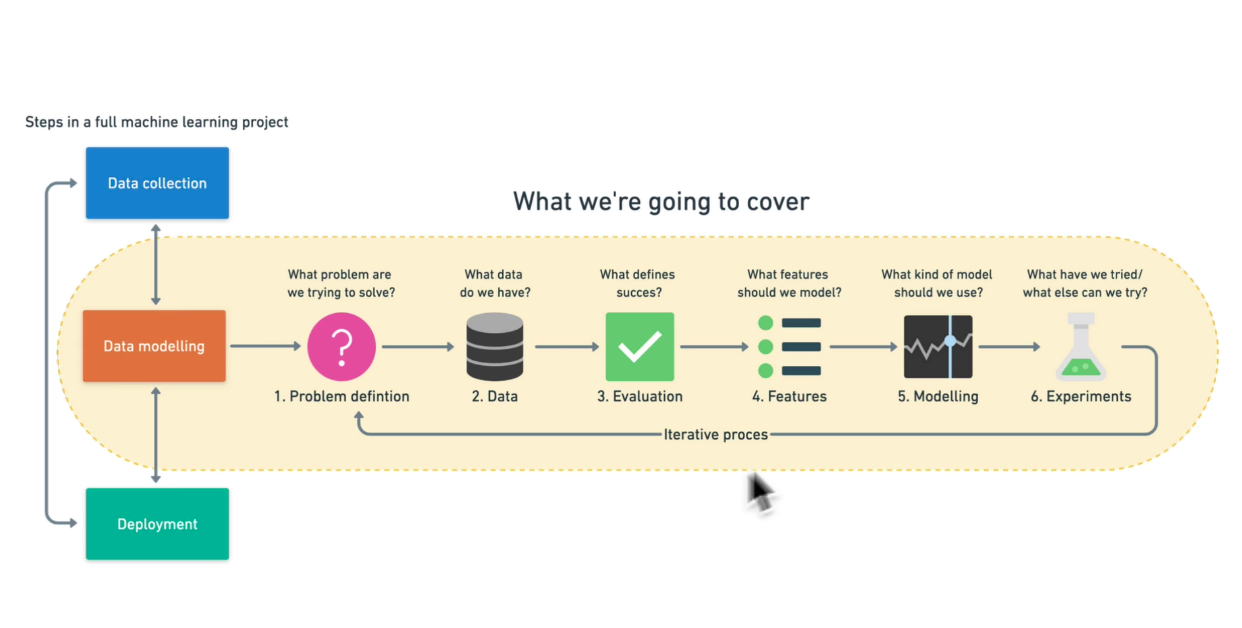 Steps in a full machine learning project
Data collection
What we're going to cover
What problem are
we trying to solve?
What data
do we have?
What defines
succes?
What features
should we model?
What kind of model
should we use?
What have we tried/
what else can we try?
Data modelling
?
1. Problem defintion
2. Data
3. Evaluation
4. Features
5. Modelling
6. Experiments
Iterative proces
Deployment